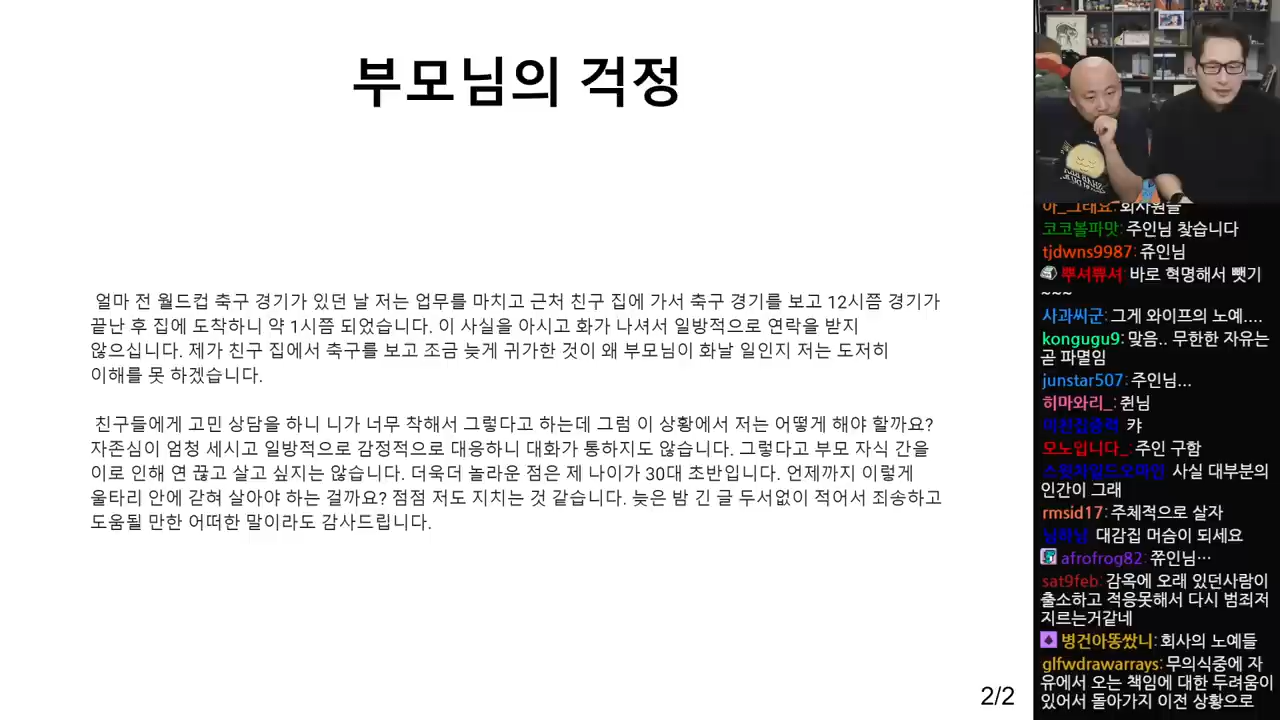 부모님의 걱정
얼마 전 월드컵 축구 경기가 있던 날 저는 업무를 마치고 근처 친구 집에 가서 축구 경기를 보고 12시쯤 경기가
끝난 후 집에 도착하니 약 1시쯤 되었습니다. 이 사실을 아시고 화가 나셔서 일방적으로 연락을 받지
않으십니다. 제가 친구 집에서 축구를 보고 조금 늦게 귀가한 것이 왜 부모님이 화날 일인지 저는 도저히
이해를 못 하겠습니다.
친구들에게 고민 상담을 하니 니가 너무 착해서 그렇다고 하는데 그럼 이 상황에서 저는 어떻게 해야 할까요?
자존심이 엄청 세시고 일방적으로 감정적으로 대응하니 대화가 통하지도 않습니다. 그렇다고 부모 자식 간을
이로 인해 연 끊고 살고 싶지는 않습니다. 더욱더 놀라운 점은 제 나이가 30대 초반입니다. 언제까지 이렇게
울타리 안에 갇혀 살아야 하는 걸까요? 점점 저도 지치는 것 같습니다. 늦은 밤 긴 글 두서없이 적어서 죄송하고
도움될 만한 어떠한 말이라도 감사드립니다.
2/2
아_그래요: 회사원들
코코볼파맛: 주인님 찾습니다
tjdwns9987: 쥬인님
뿌셔쀼셔: 바로 혁명해서 뺏기
~~~
사과씨군: 그게 와이프의 노예....
kongugu9: 맞음.. 무한한 자유는
곧 파멸임
junstar507: 주인님...
히마와리_: 쥔님
캬
모노입니다_: 주인 구함
사실 대부분의
인간이 그래
rmsid17: 주체적으로 살자
대감집 머슴이 되세요
afrofrog82: 쮸인님…
sat9feb: 감옥에 오래 있던사람이
출소하고 적응못해서 다시 범죄저
지르는거같네
병건아똥쌌니: 회사의 노예들
glfwdrawarrays: 무의식중에 자
유에서 오는 책임에 대한 두려움이
있어서 돌아가지 이전 상황으로